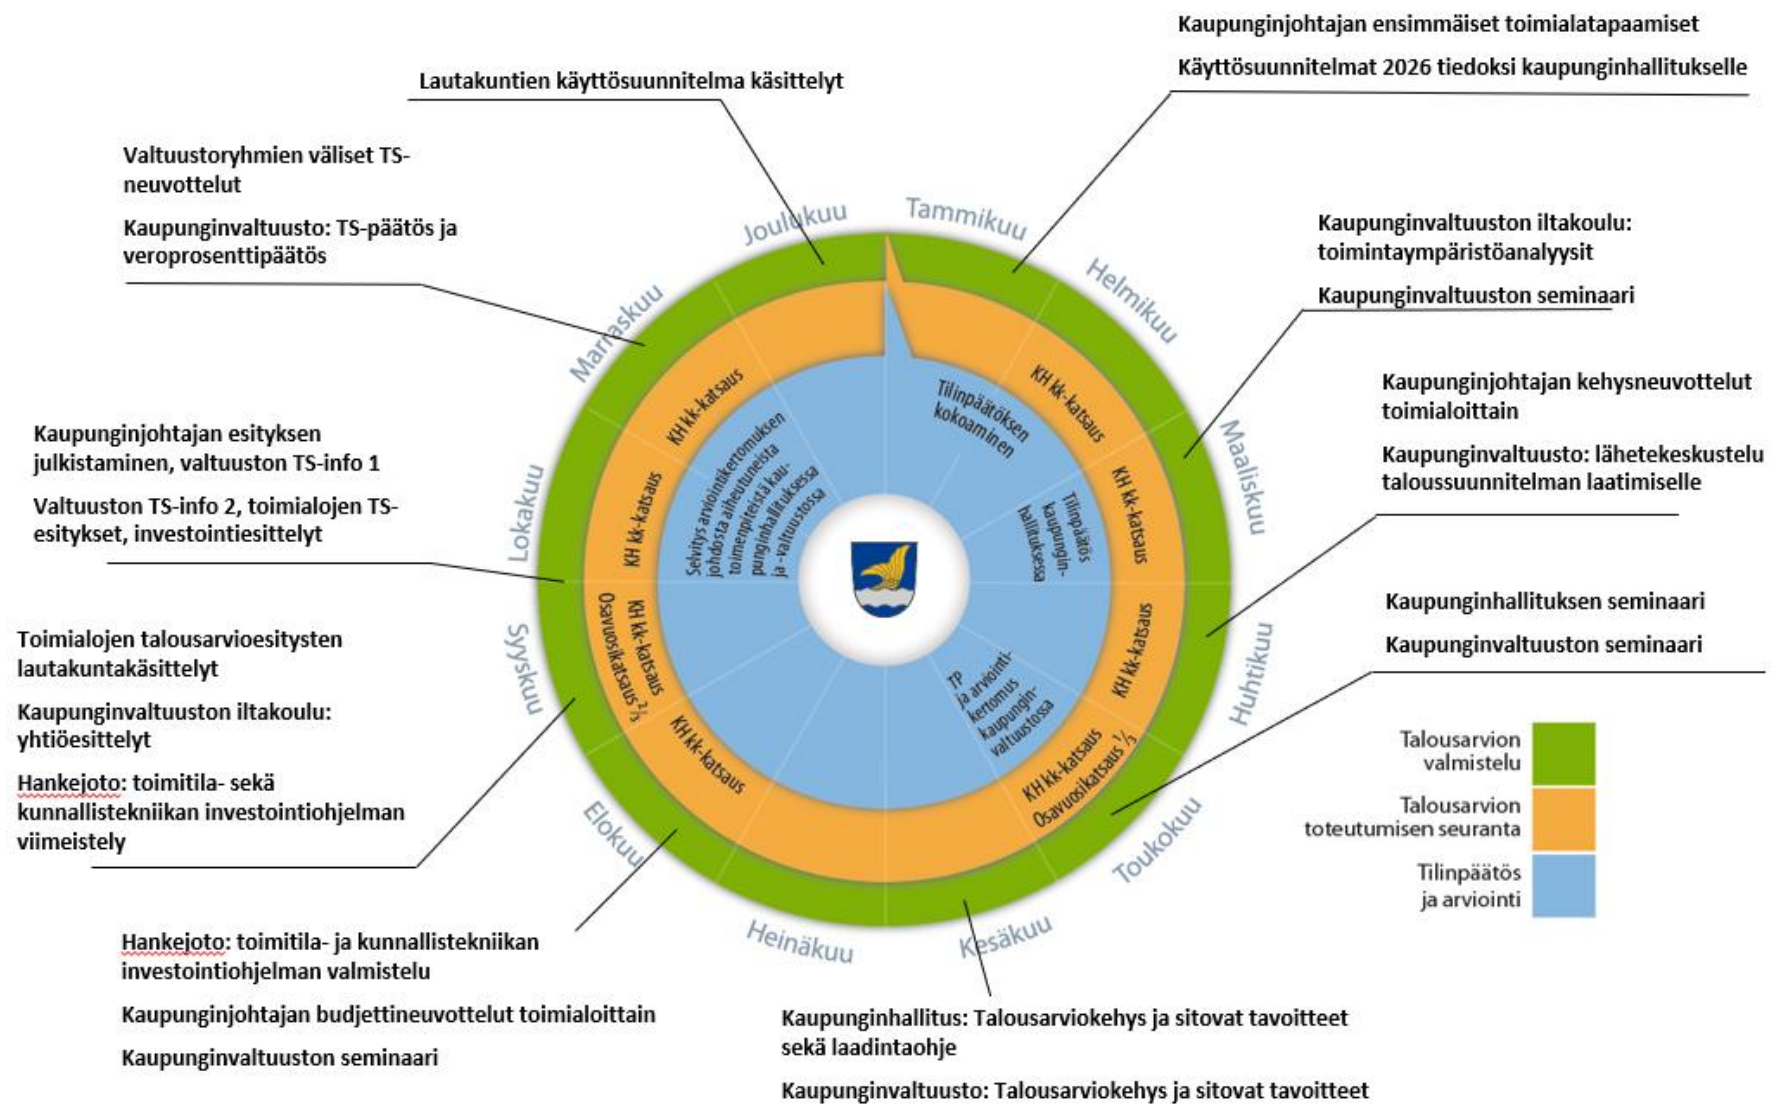 Kaupunginjohtajan ensimmäiset toimialatapaamiset
Käyttösuunnitelmat 2026 tiedoksi kaupunginhallitukselle
Lautakuntien käyttösuunnitelma käsittelyt
Valtuustoryhmien väliset TS-
neuvottelut
Kaupunginvaltuusto: TS-päätös ja
veroprosenttipäätös
Kaupunginvaltuuston iltakoulu:
toimintaympäristöanalyysit
Kaupunginvaltuuston seminaari
Kaupunginjohtajan kehysneuvottelut
toimialoittain
Kaupunginvaltuusto: lähetekeskustelu
taloussuunnitelman laatimiselle
Kaupunginjohtajan esityksen
julkistaminen, valtuuston TS-info 1
Valtuuston TS-info 2, toimialojen TS-
esitykset, investointiesittelyt
Kaupunginhallituksen seminaari
Kaupunginvaltuuston seminaari
Toimialojen talousarvioesitysten
lautakuntakäsittelyt
Kaupunginvaltuuston iltakoulu:
yhtiöesittelyt
Hankejoto: toimitila- sekä
kunnallistekniikan investointiohjelman
viimeistely
Hankejoto: toimitila- ja kunnallistekniikan
investointiohjelman valmistelu
Kaupunginjohtajan budjettineuvottelut toimialoittain
Kaupunginvaltuuston seminaari
Kaupunginhallitus: Talousarviokehys ja sitovat tavoitteet
sekä laadintaohje
Kaupunginvaltuusto: Talousarviokehys ja sitovat tavoitteet
Tammikuu
Helmikuu
Maaliskuu
Huhtikuu
Toukokuu
Kesäkuu
Heinäkuu
Elokuu
Syyskuu
Lokakuu
Marraskuu
Joulukuu
KH kk-katsaus
KH kk-katsaus
KH kk-katsaus
KH kk-katsaus
Osavuosikatsaus 1/3
KH kk-katsaus
KH kk-katsaus
Osavuosikatsaus 2/3
KH kk-katsaus
KH kk-katsaus
Tilinpäätöksen
kokoaminen
Tilinpäätös
kaupungin-
hallituksessa
TP
ja arviointi-
kertomus
kaupungin-
valtuustossa
Selvitys arviointikertomuksen
johdosta aiheutuneista
toimenpiteistä kau-
punginhallituksessa
ja -valtuustossa
Talousarvion
valmistelu
Talousarvion
toteutumisen seuranta
Tilinpäätös
ja arviointi